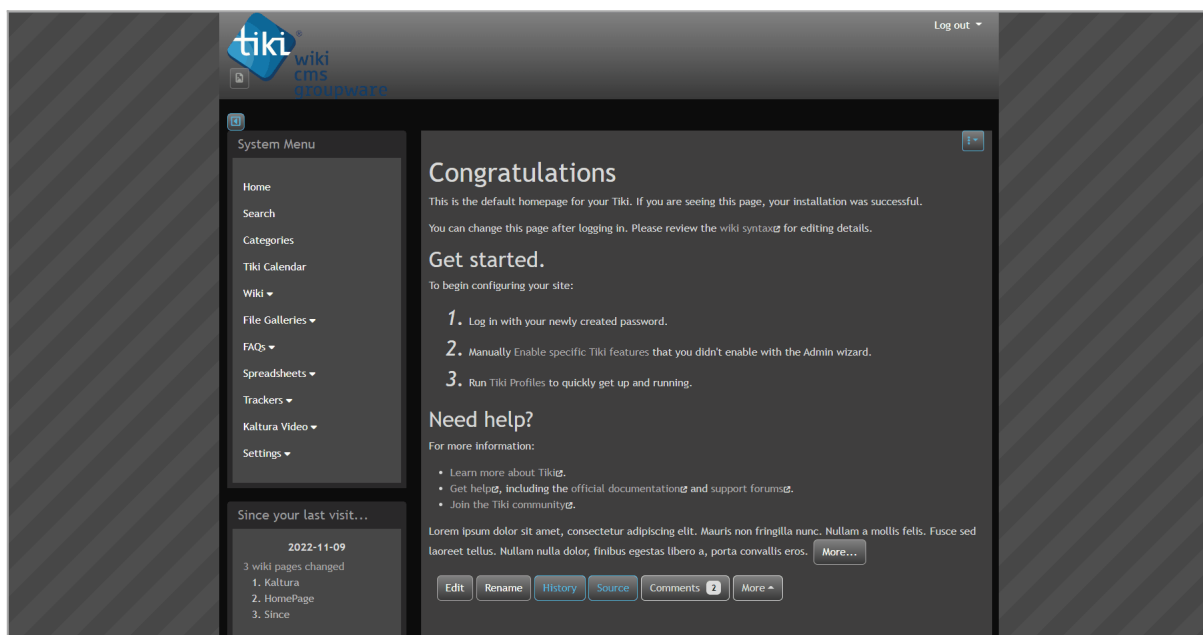 Log out
tiki®
wiki
cms
groupware
System Menu
Home
Search
Categories
Tiki Calendar
Wiki
File Galleries
FAQs
Spreadsheets
Trackers
Kaltura Video
Settings
Since your last visit...
2022-11-09
3 wiki pages changed
1. Kaltura
2. HomePage
3. Since
Congratulations
This is the default homepage for your Tiki. If you are seeing this page, your installation was successful.
You can change this page after logging in. Please review the wiki syntax for editing details.
Get started.
To begin configuring your site:
1. Log in with your newly created password.
2. Manually Enable specific Tiki features that you didn't enable with the Admin wizard.
3. Run Tiki Profiles to quickly get up and running.
Need help?
For more information:
• Learn more about Tiki.
• Get help, including the official documentation and support forums.
• Join the Tiki community.
Lorem ipsum dolor sit amet, consectetur adipiscing elit. Mauris non fringilla nunc. Nullam a mollis felis. Fusce sed
laoreet tellus. Nullam nulla dolor, finibus egestas libero a, porta convallis eros. More...
Edit Rename History Source Comments 2 More